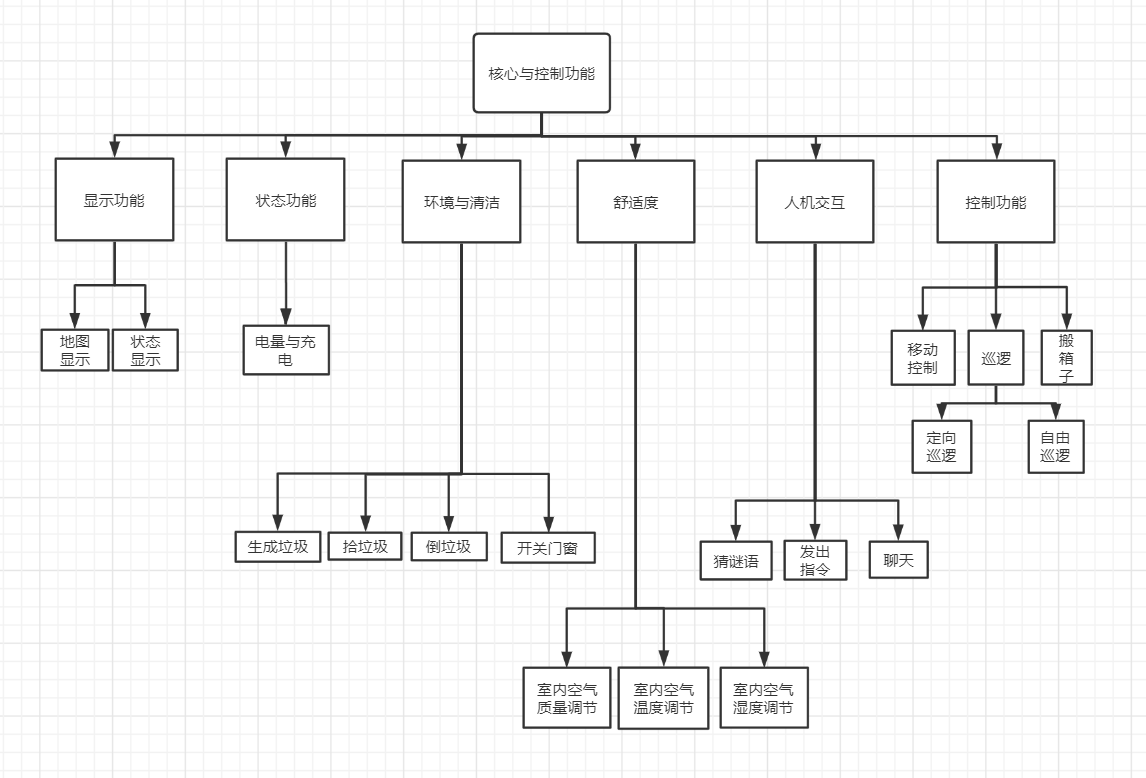 核心与控制功能
显示功能
状态功能
环境与清洁
舒适度
人机交互
控制功能
地图
显示
状态
显示
电量与充
电
移动
控制
巡逻
搬
箱
子
定向
巡逻
自由
巡逻
生成垃圾
拾垃圾
倒垃圾
开关门窗
猜谜语
发出
指令
聊天
室内空气
质量调节
室内空气
温度调节
室内空气
湿度调节